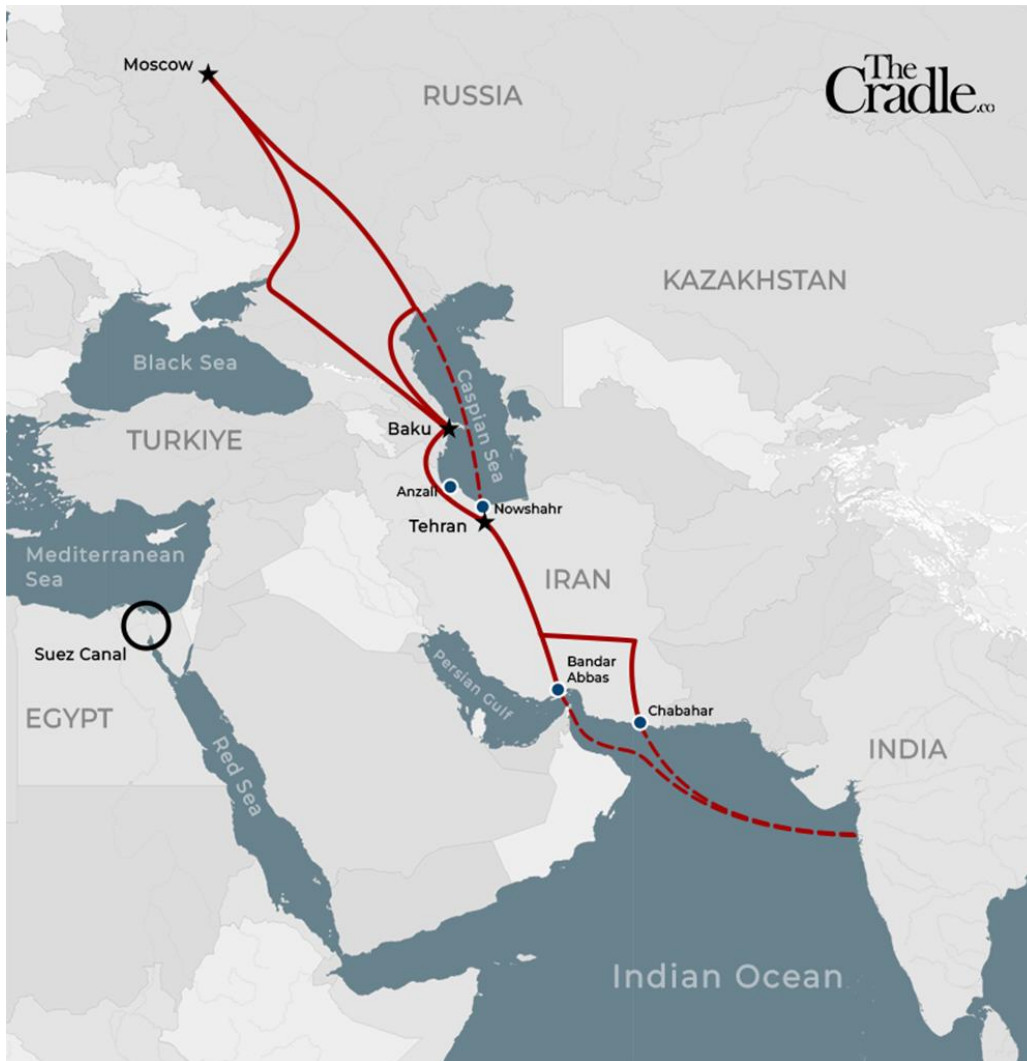 The
Cradle.co
Moscow
RUSSIA
KAZAKHSTAN
Black Sea
Caspian Sea
Baku
TURKIYE
Anzali
Nowshahr
Tehran
Mediterranean
Sea
IRAN
Suez Canal
Persian Gulf
Bandar
Abbas
Chabahar
EGYPT
Red Sea
INDIA
Indian Ocean